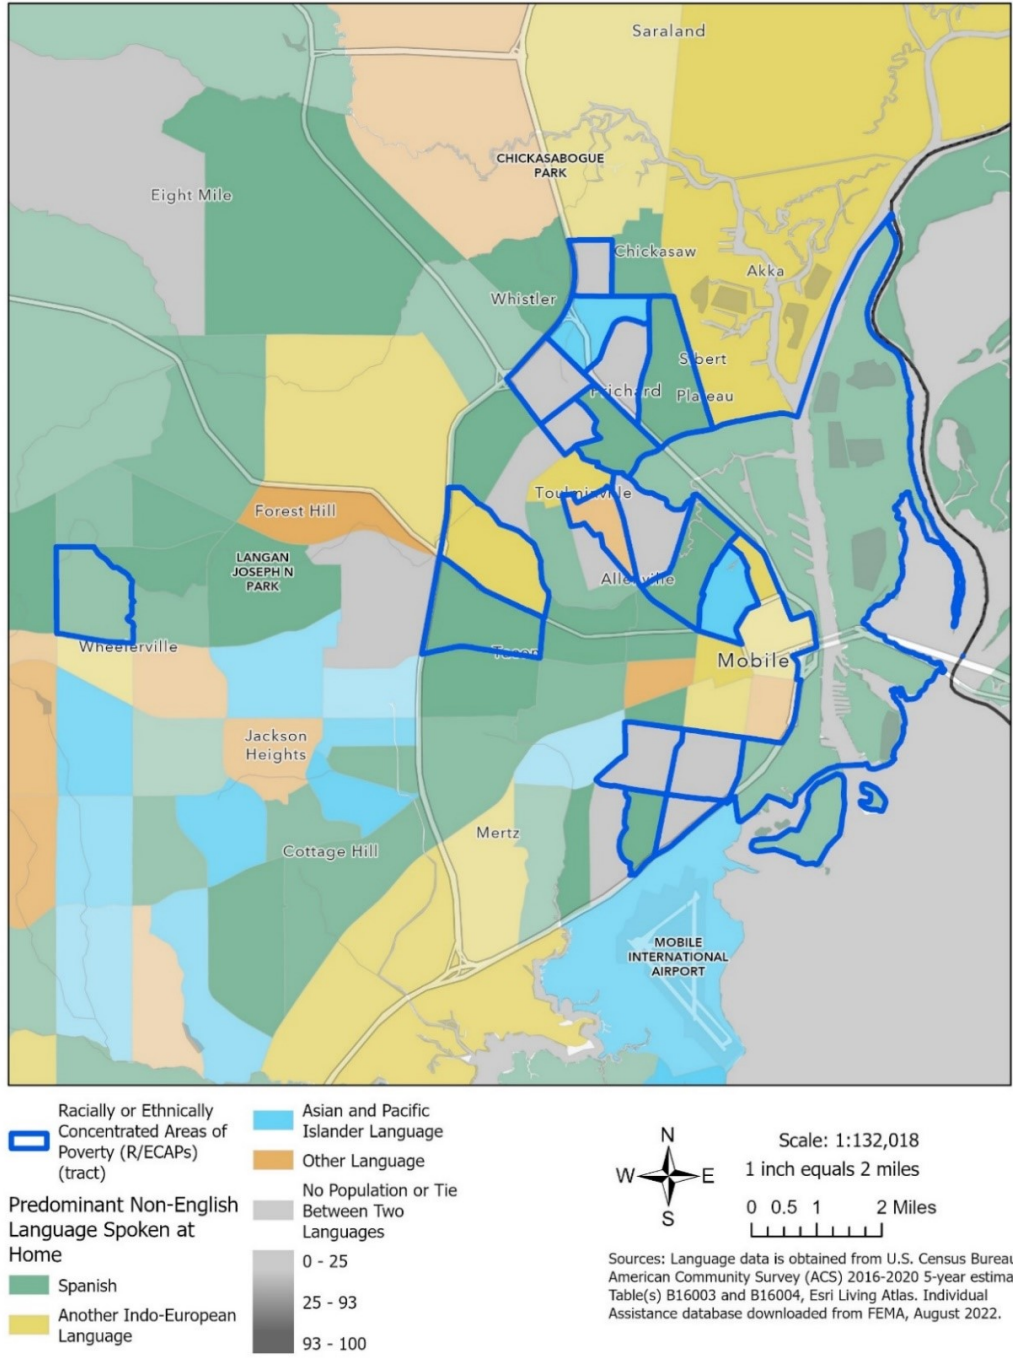 Saraland
CHICKASABOGUE
PARK
Eight Mile
Chickasaw
Akka
Whistler
Sibert
Prichard
Plateau
Toulminville
Forest Hill
LANGAN
JOSEPH N
PARK
Allenville
Wheelerville
Mobile
Jackson
Heights
Mertz
Cottage Hill
MOBILE
INTERNATIONAL
AIRPORT
Racially or Ethnically
Concentrated Areas of
Poverty (R/ECAPs)
(tract)
Predominant Non-English
Language Spoken at
Home
Spanish
Another Indo-European
Language
Asian and Pacific
Islander Language
Other Language
No Population or Tie
Between Two
Languages
0 - 25
25 - 93
93 - 100
N
W E
S
Scale: 1:132,018
1 inch equals 2 miles
0 0.5 1 2 Miles
Sources: Language data is obtained from U.S. Census Bureau
American Community Survey (ACS) 2016-2020 5-year estima
Table(s) B16003 and B16004, Esri Living Atlas. Individual
Assistance database downloaded from FEMA, August 2022.